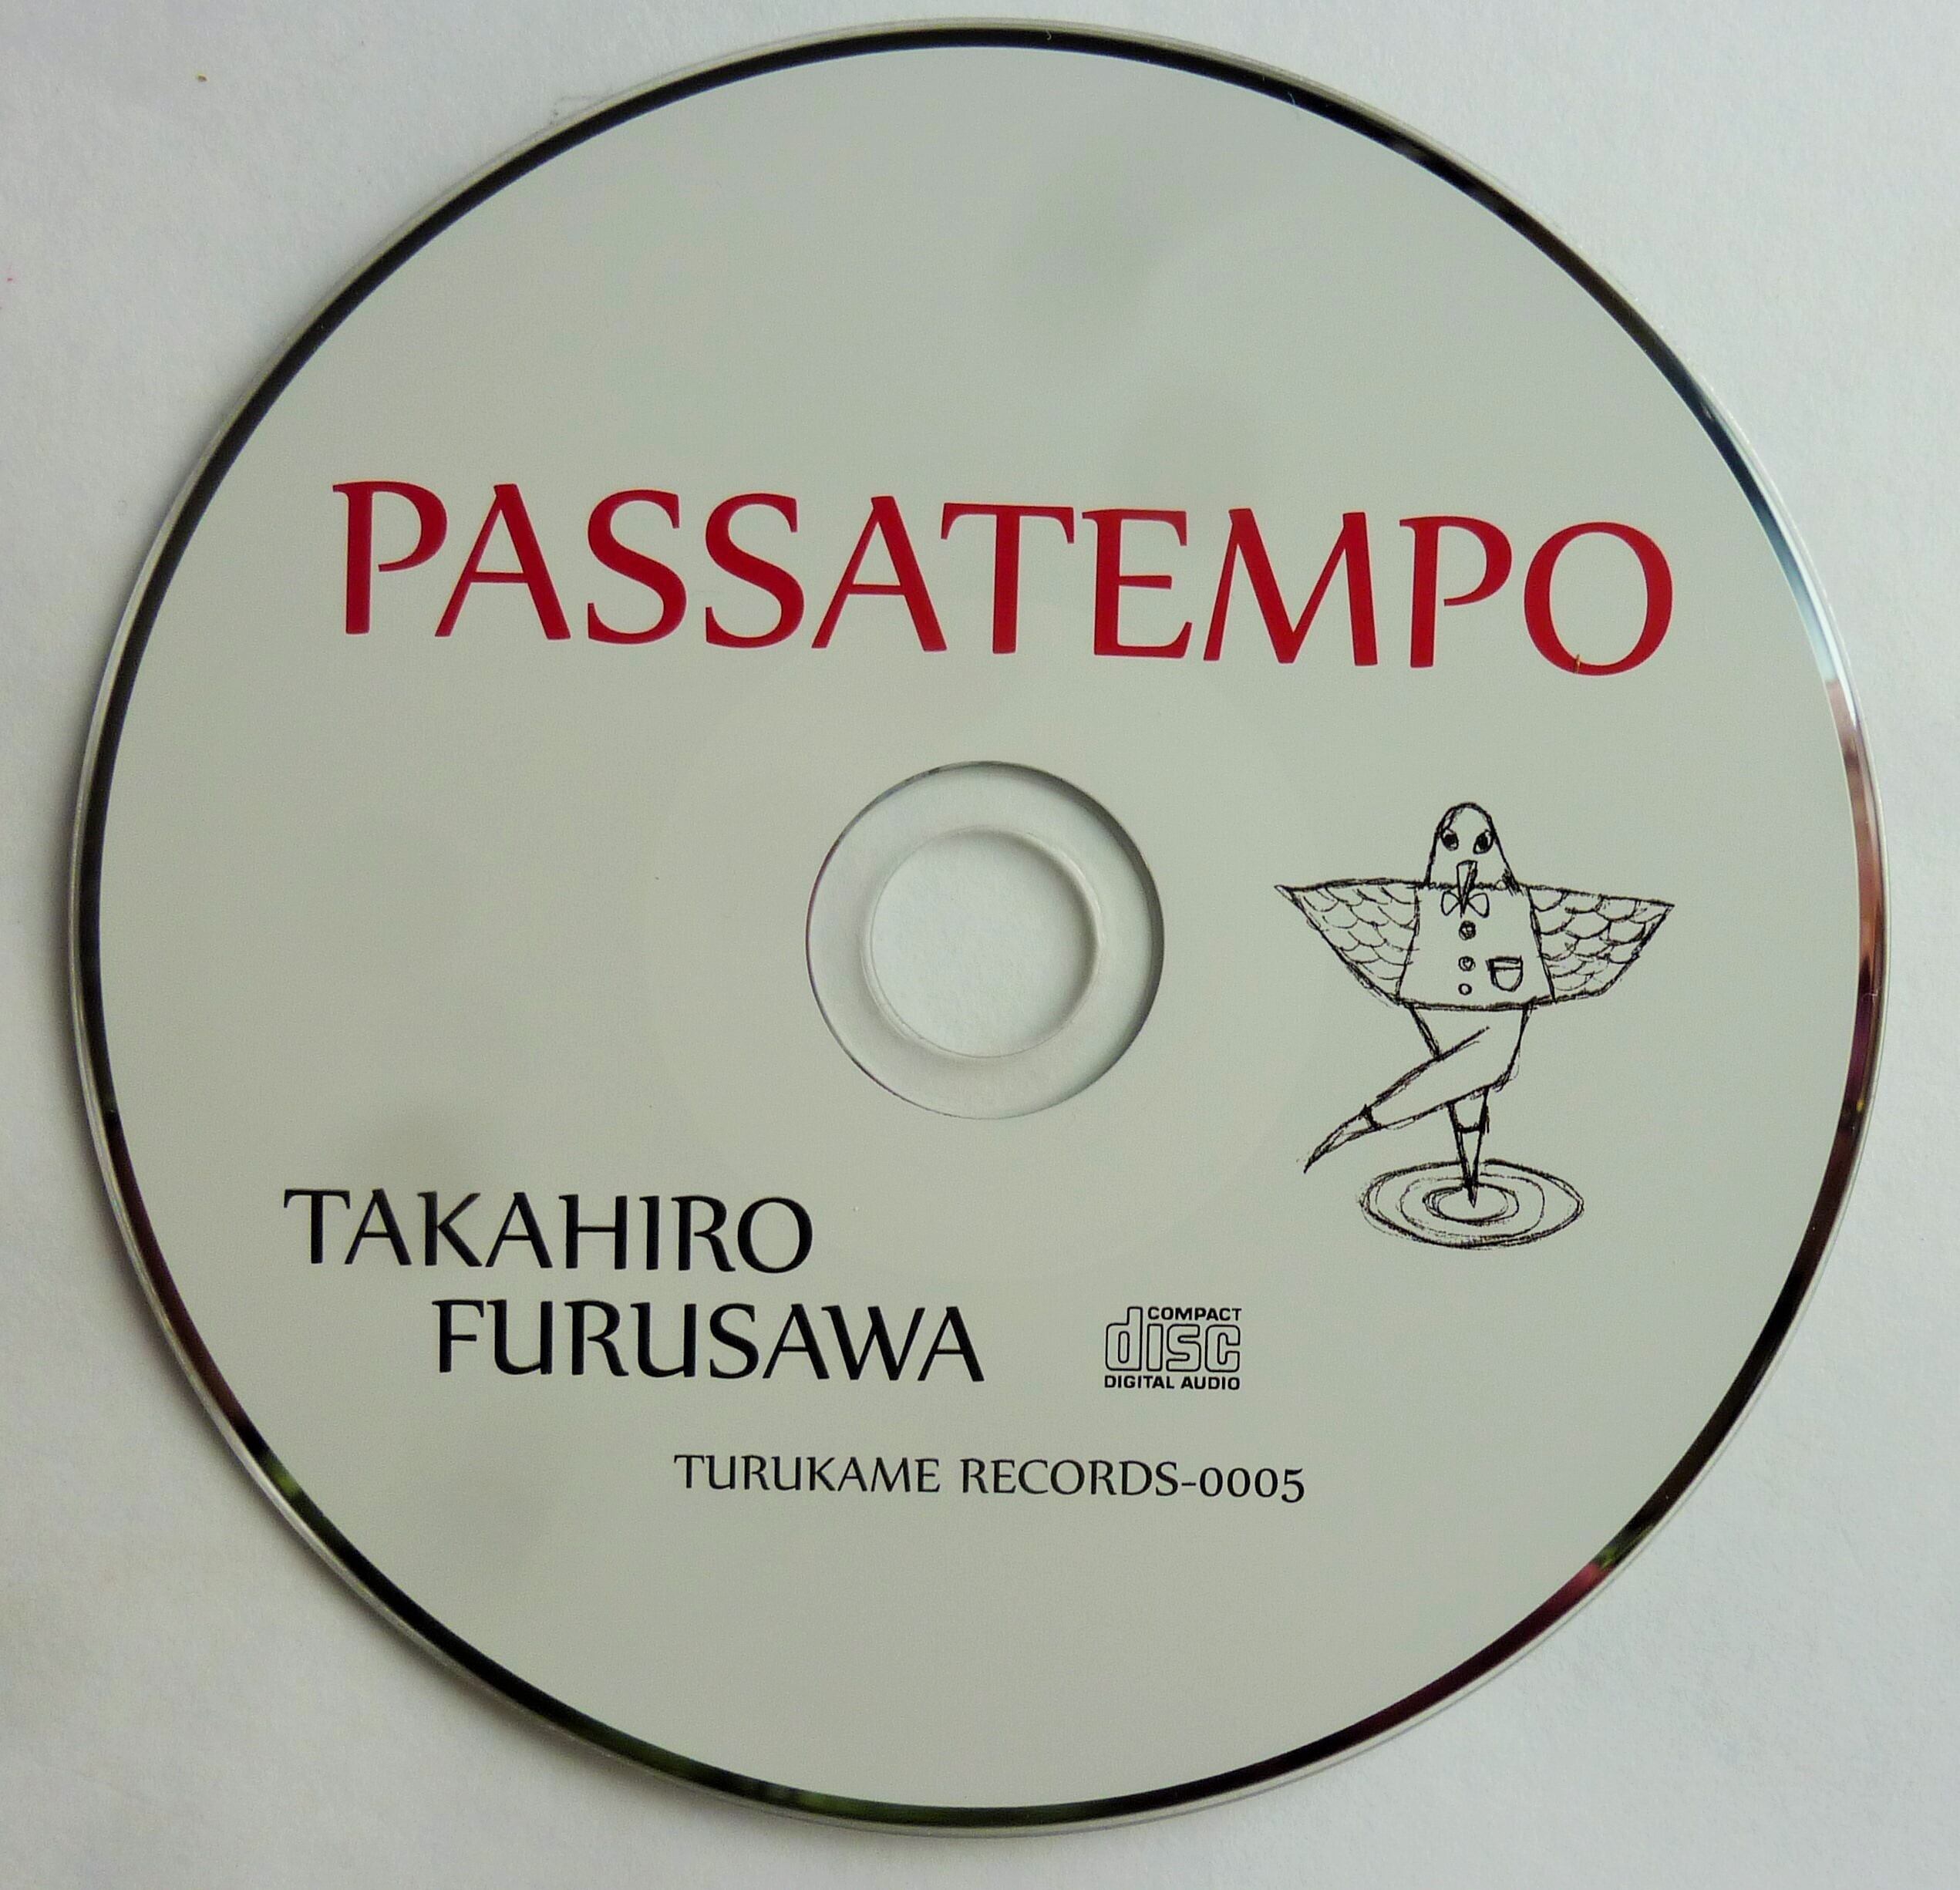 PASSATEMPO
TAKAHIRO
FURUSAWA
COMPACT
disc
DIGITAL AUDIO
TURUKAME RECORDS-0005